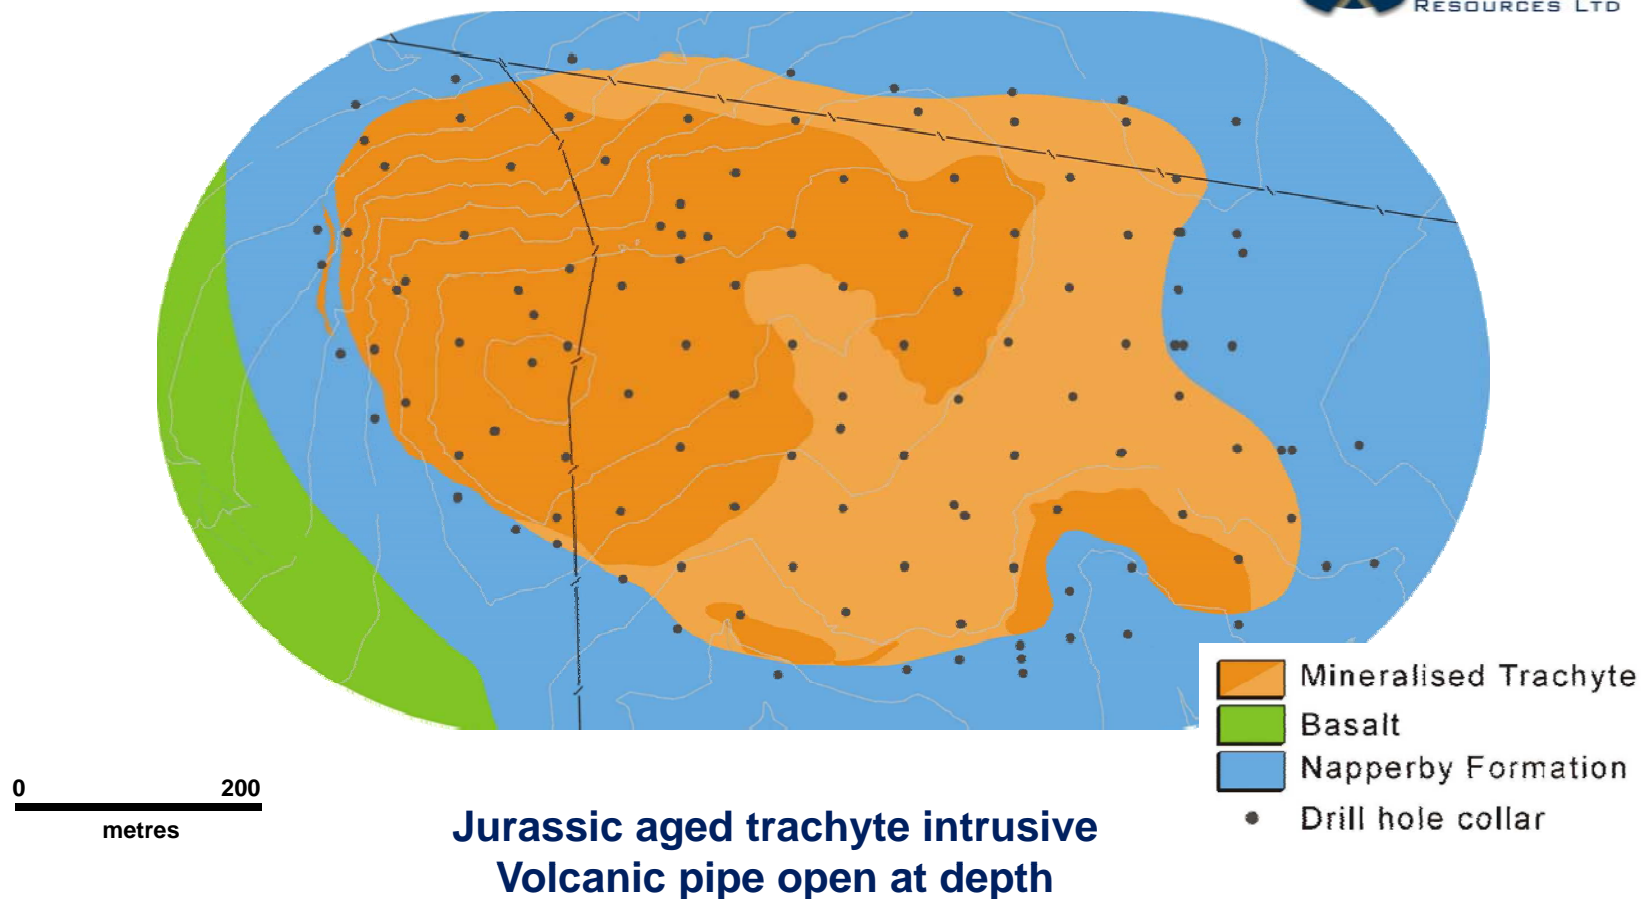 RESOURCES LTD
Mineralised Trachyte
Basalt
Napperby Formation
Drill hole collar
0 200
metres
Jurassic aged trachyte intrusive
Volcanic pipe open at depth